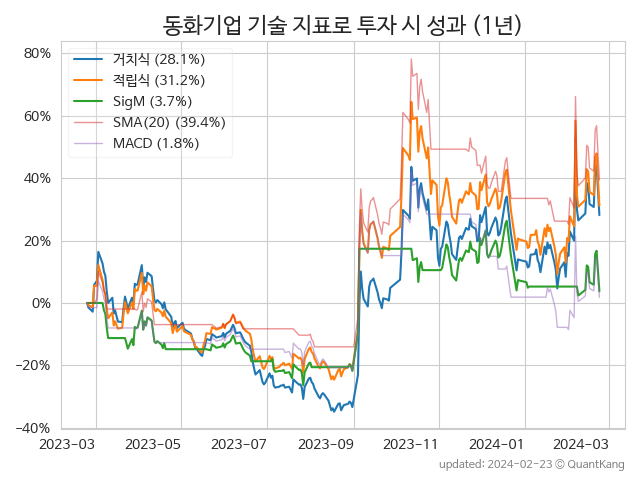 동화기업 기술 지표로 투자 시 성과 (1년)
거치식 (28.1%)
적립식 (31.2%)
SigM (3.7%)
SMA(20) (39.4%)
MACD (1.8%)
80%
60%
40%
20%
0%
−20%
−40%
2023-03 2023-05 2023-07 2023-09 2023-11 2024-01 2024-03
updated: 2024-02-23 ⓒ QuantKang